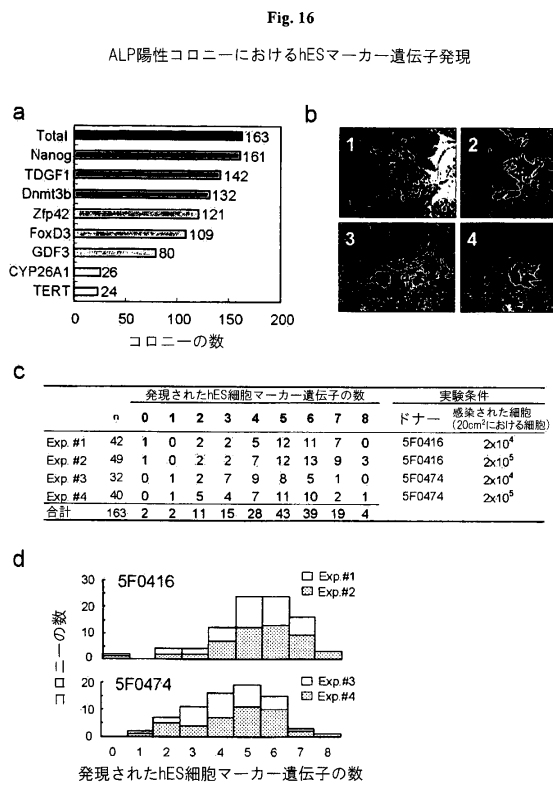 Fig. 16
ALP陽性コロニーにおけるhESマーカー遺伝子発現
a
Total 163
Nanog 161
TDGF1 142
Dnmt3b 132
Zfp42 121
FoxD3 109
GDF3 80
CYP26A1 26
TERT 24
0 50 100 150 200
コロニーの数
b
1 2
3 4
c
発現されたhES細胞マーカー遺伝子の数 実験条件
n 0 1 2 3 4 5 6 7 8 ドナー 感染された細胞
(20cm²における細胞)
Exp. #1 42 1 0 2 2 5 12 11 7 0 5F0416 2x10⁴
Exp. #2 49 1 0 2 2 7 12 13 9 3 5F0416 2x10⁵
Exp. #3 32 0 1 2 7 9 8 5 1 0 5F0474 2x10⁴
Exp. #4 40 0 1 5 4 7 11 10 2 1 5F0474 2x10⁵
合計 163 2 2 11 15 28 43 39 19 4
d
コロニーの数
30
20
10
0
5F0416
Exp.#1
Exp.#2
20
10
0
5F0474
Exp.#3
Exp.#4
0 1 2 3 4 5 6 7 8
発現されたhES細胞マーカー遺伝子の数